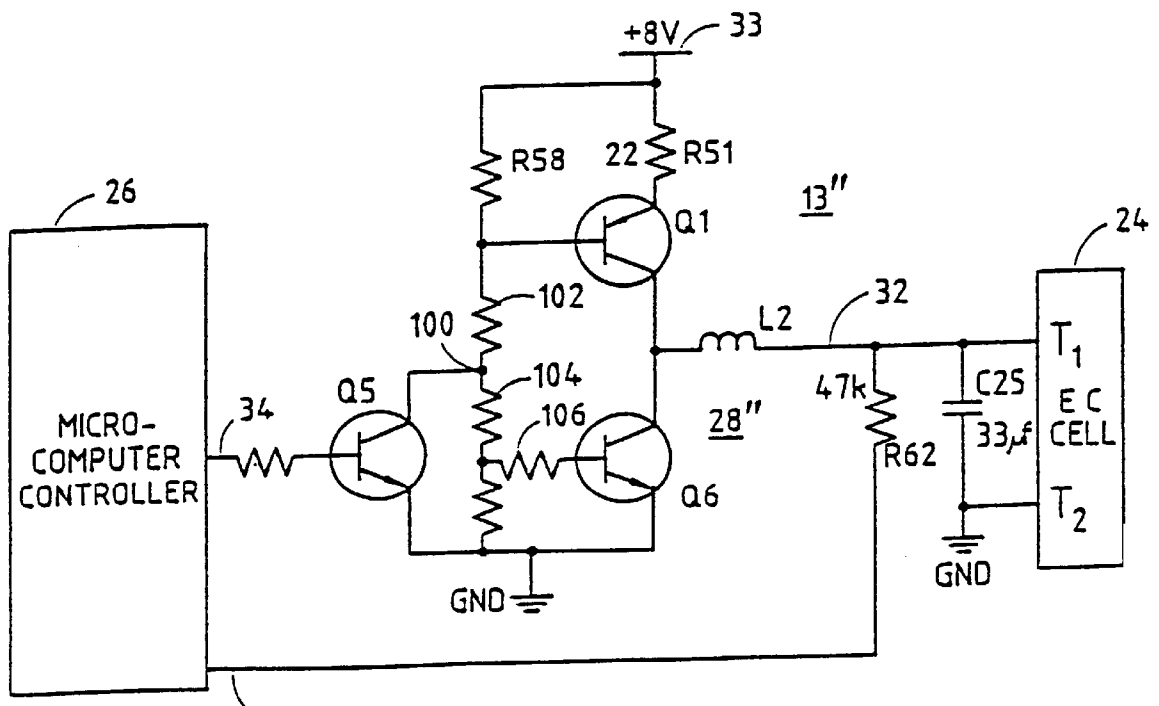 +8V
33
R58
22
R51
13"
26
Q1
24
102
32
L2
100
T1
104
Q5
47k
C25
106
28"
E C
34
33µf
CELL
MICRO-
COMPUTER
CONTROLLER
R62
Q6
T2
GND
GND